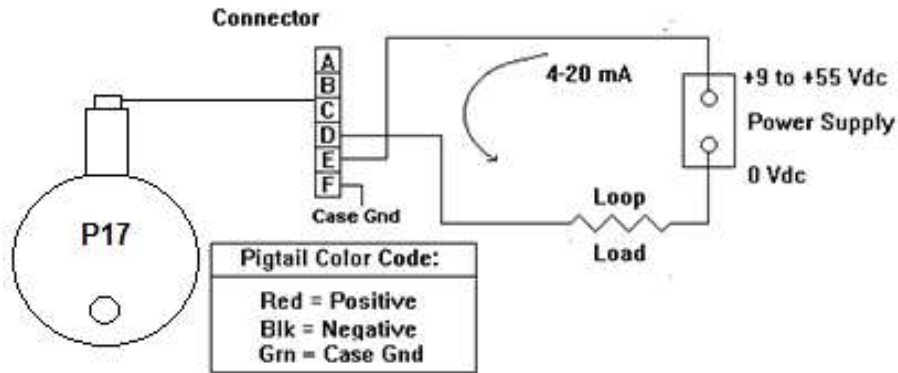 Connector
A
B
C
D
E
F
Case Gnd
4-20 mA
+9 to +55 Vdc
Power Supply
0 Vdc
Loop
Load
P17
Pigtail Color Code:
Red = Positive
Blk = Negative
Grn = Case Gnd